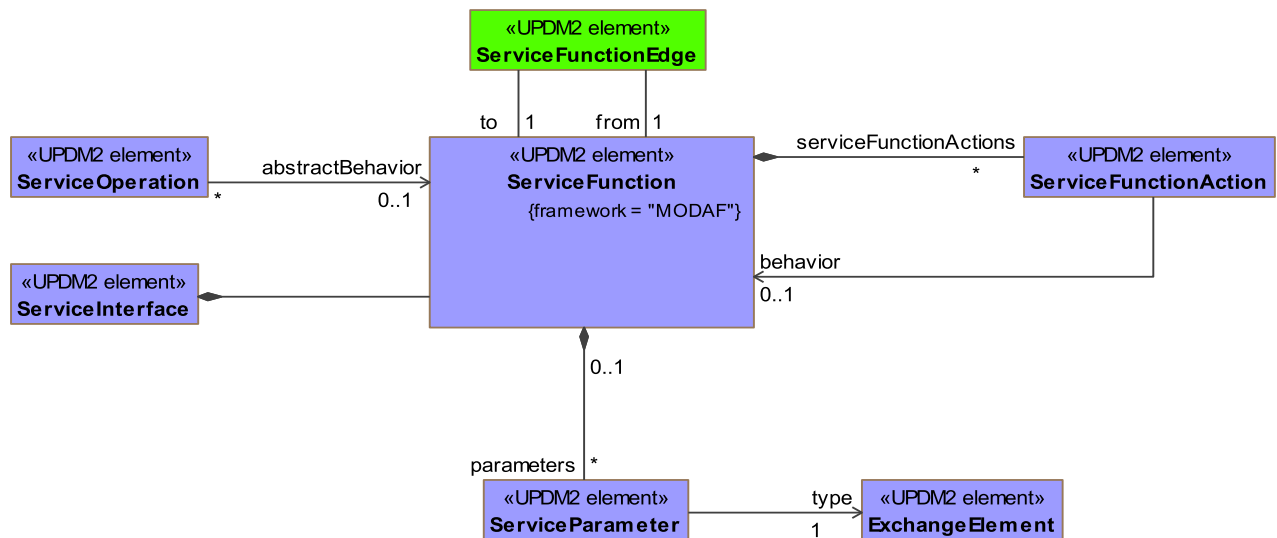 «UPDM2 element»
ServiceFunctionEdge
to 1 from 1
«UPDM2 element»
ServiceOperation
*
abstractBehavior
0..1
«UPDM2 element»
ServiceFunction
{framework = "MODAF"}
serviceFunctionActions
*
«UPDM2 element»
ServiceFunctionAction
behavior
0..1
«UPDM2 element»
ServiceInterface
0..1
parameters *
«UPDM2 element»
ServiceParameter
type
1
«UPDM2 element»
ExchangeElement